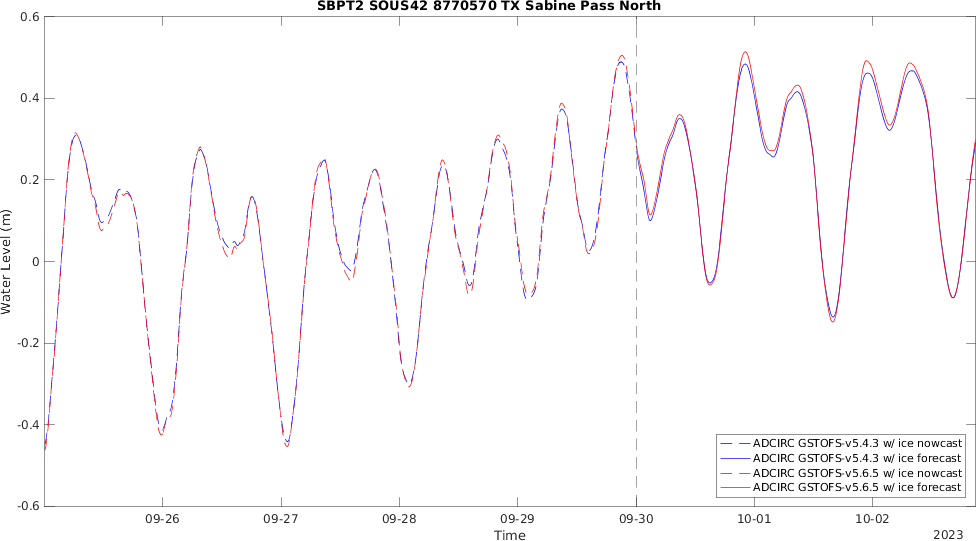 SBPT2 SOUS42 8770570 TX Sabine Pass North
0.6
0.4
0.2
0
-0.2
-0.4
-0.6
Water Level (m)
ADCIRC GSTOFS-v5.4.3 w/ ice nowcast
ADCIRC GSTOFS-v5.4.3 w/ ice forecast
ADCIRC GSTOFS-v5.6.5 w/ ice nowcast
ADCIRC GSTOFS-v5.6.5 w/ ice forecast
09-26 09-27 09-28 09-29 09-30 10-01 10-02
Time
2023